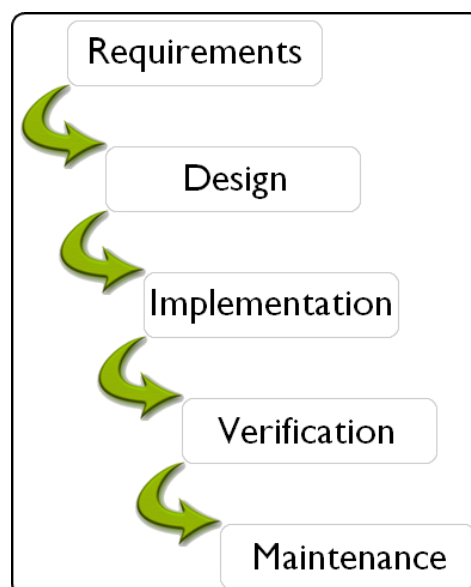 Requirements
Design
Implementation
Verification
Maintenance